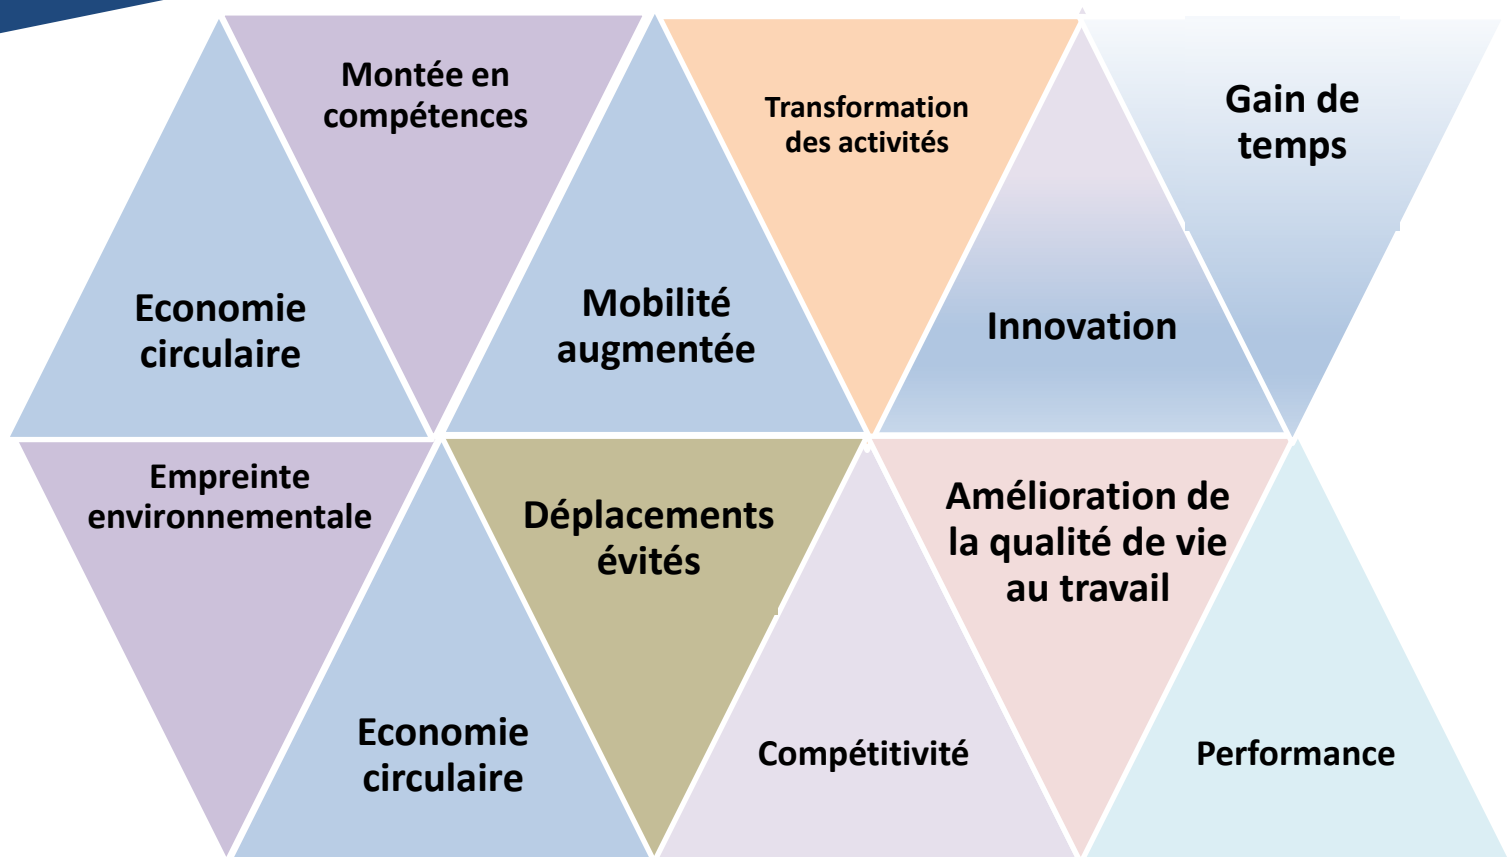 Montée en
compétences
Transformation
des activités
Gain de
temps
Economie
circulaire
Mobilité
augmentée
Innovation
Empreinte
environnementale
Déplacements
évités
Amélioration de
la qualité de vie
au travail
Economie
circulaire
Compétitivité
Performance